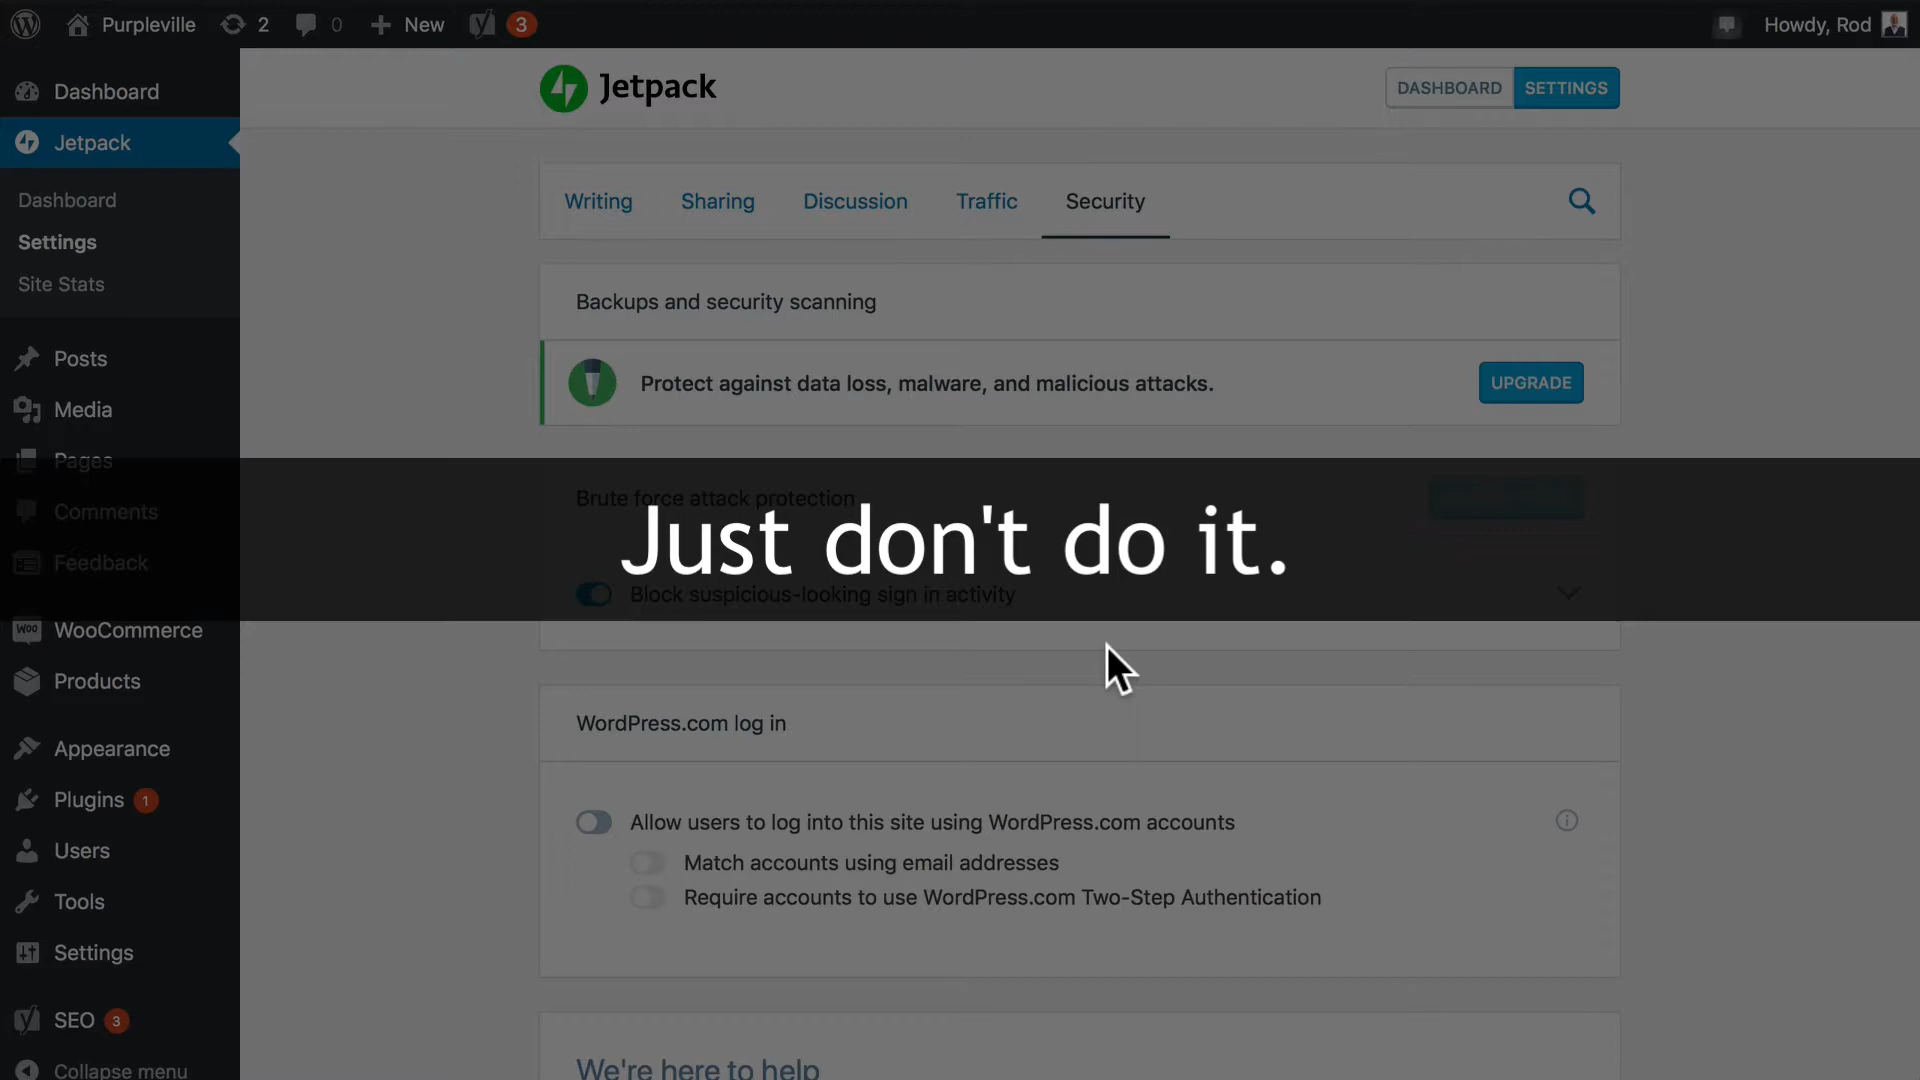 Purpleville 2 0 New 3 Howdy, Rod
Dashboard
Jetpack
Dashboard
Settings
Site Stats
Posts
Media
Pages
Comments
Feedback
WOO WooCommerce
Products
Appearance
Plugins 1
Users
Tools
Settings
SEO 3
Collapse menu
Jetpack
DASHBOARD SETTINGS
Writing Sharing Discussion Traffic Security
Backups and security scanning
Protect against data loss, malware, and malicious attacks. UPGRADE
Brute force attack protection
Just don't do it.
Block suspicious-looking sign in activity
WordPress.com log in
Allow users to log into this site using WordPress.com accounts
Match accounts using email addresses
Require accounts to use WordPress.com Two-Step Authentication
We're here to help